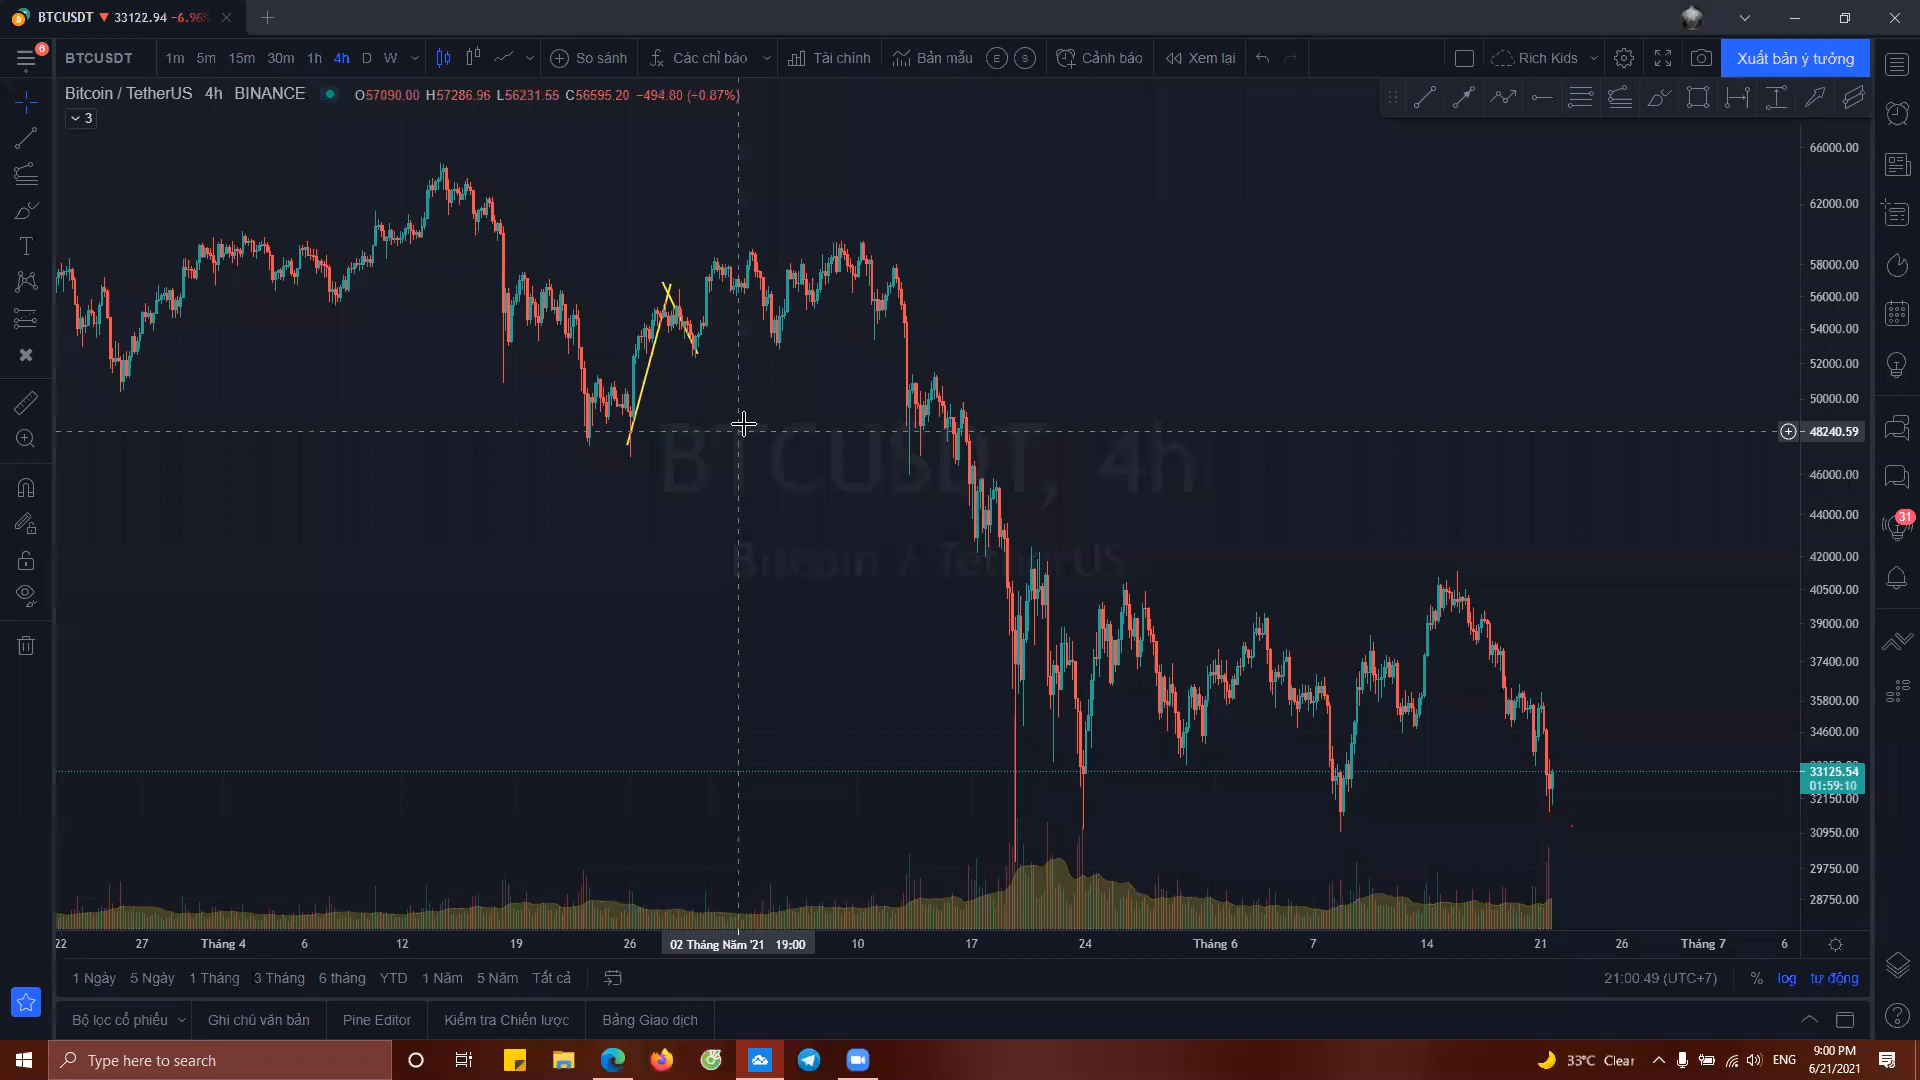 BTCUSDT ▼ 33122.94 -6.96%
6
BTCUSDT 1m 5m 15m 30m 1h 4h D W So sánh Các chỉ báo Tài chính Bản mẫu E S Cảnh báo Xem lại Rich Kids Xuất bản ý tưởng
Bitcoin / TetherUS 4h BINANCE O57090.00 H57286.96 L56231.55 C56595.20 −494.80 (−0.87%)
3
66000.00
62000.00
58000.00
56000.00
54000.00
52000.00
50000.00
48240.59
46000.00
44000.00
42000.00
40500.00
39000.00
37400.00
35800.00
34600.00
33125.54
01:59:10
32150.00
30950.00
29750.00
28750.00
BTCUSDT, 4h
Bitcoin / TetherUS
31
22 27 Tháng 4 6 12 19 26 02 Tháng Năm '21 19:00 10 17 24 Tháng 6 7 14 21 26 Tháng 7 6
1 Ngày 5 Ngày 1 Tháng 3 Tháng 6 tháng YTD 1 Năm 5 Năm Tất cả 21:00:49 (UTC+7) % log tự động
Bộ lọc cổ phiếu Ghi chú văn bản Pine Editor Kiểm tra Chiến lược Bảng Giao dịch
Type here to search 33°C Clear ENG 9:00 PM
6/21/2021